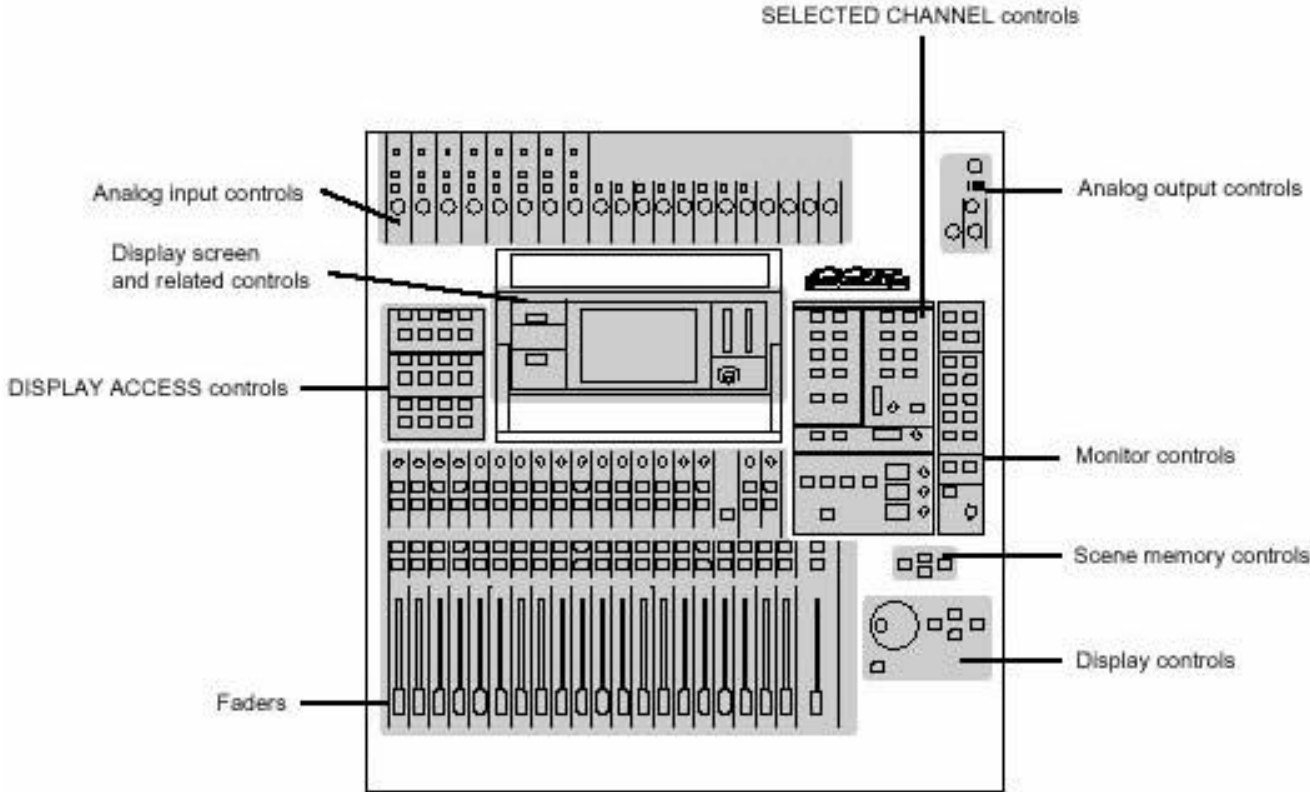 SELECTED CHANNEL controls
Analog input controls
Analog output controls
Display screen
and related controls
DISPLAY ACCESS controls
Monitor controls
Scene memory controls
Display controls
Faders